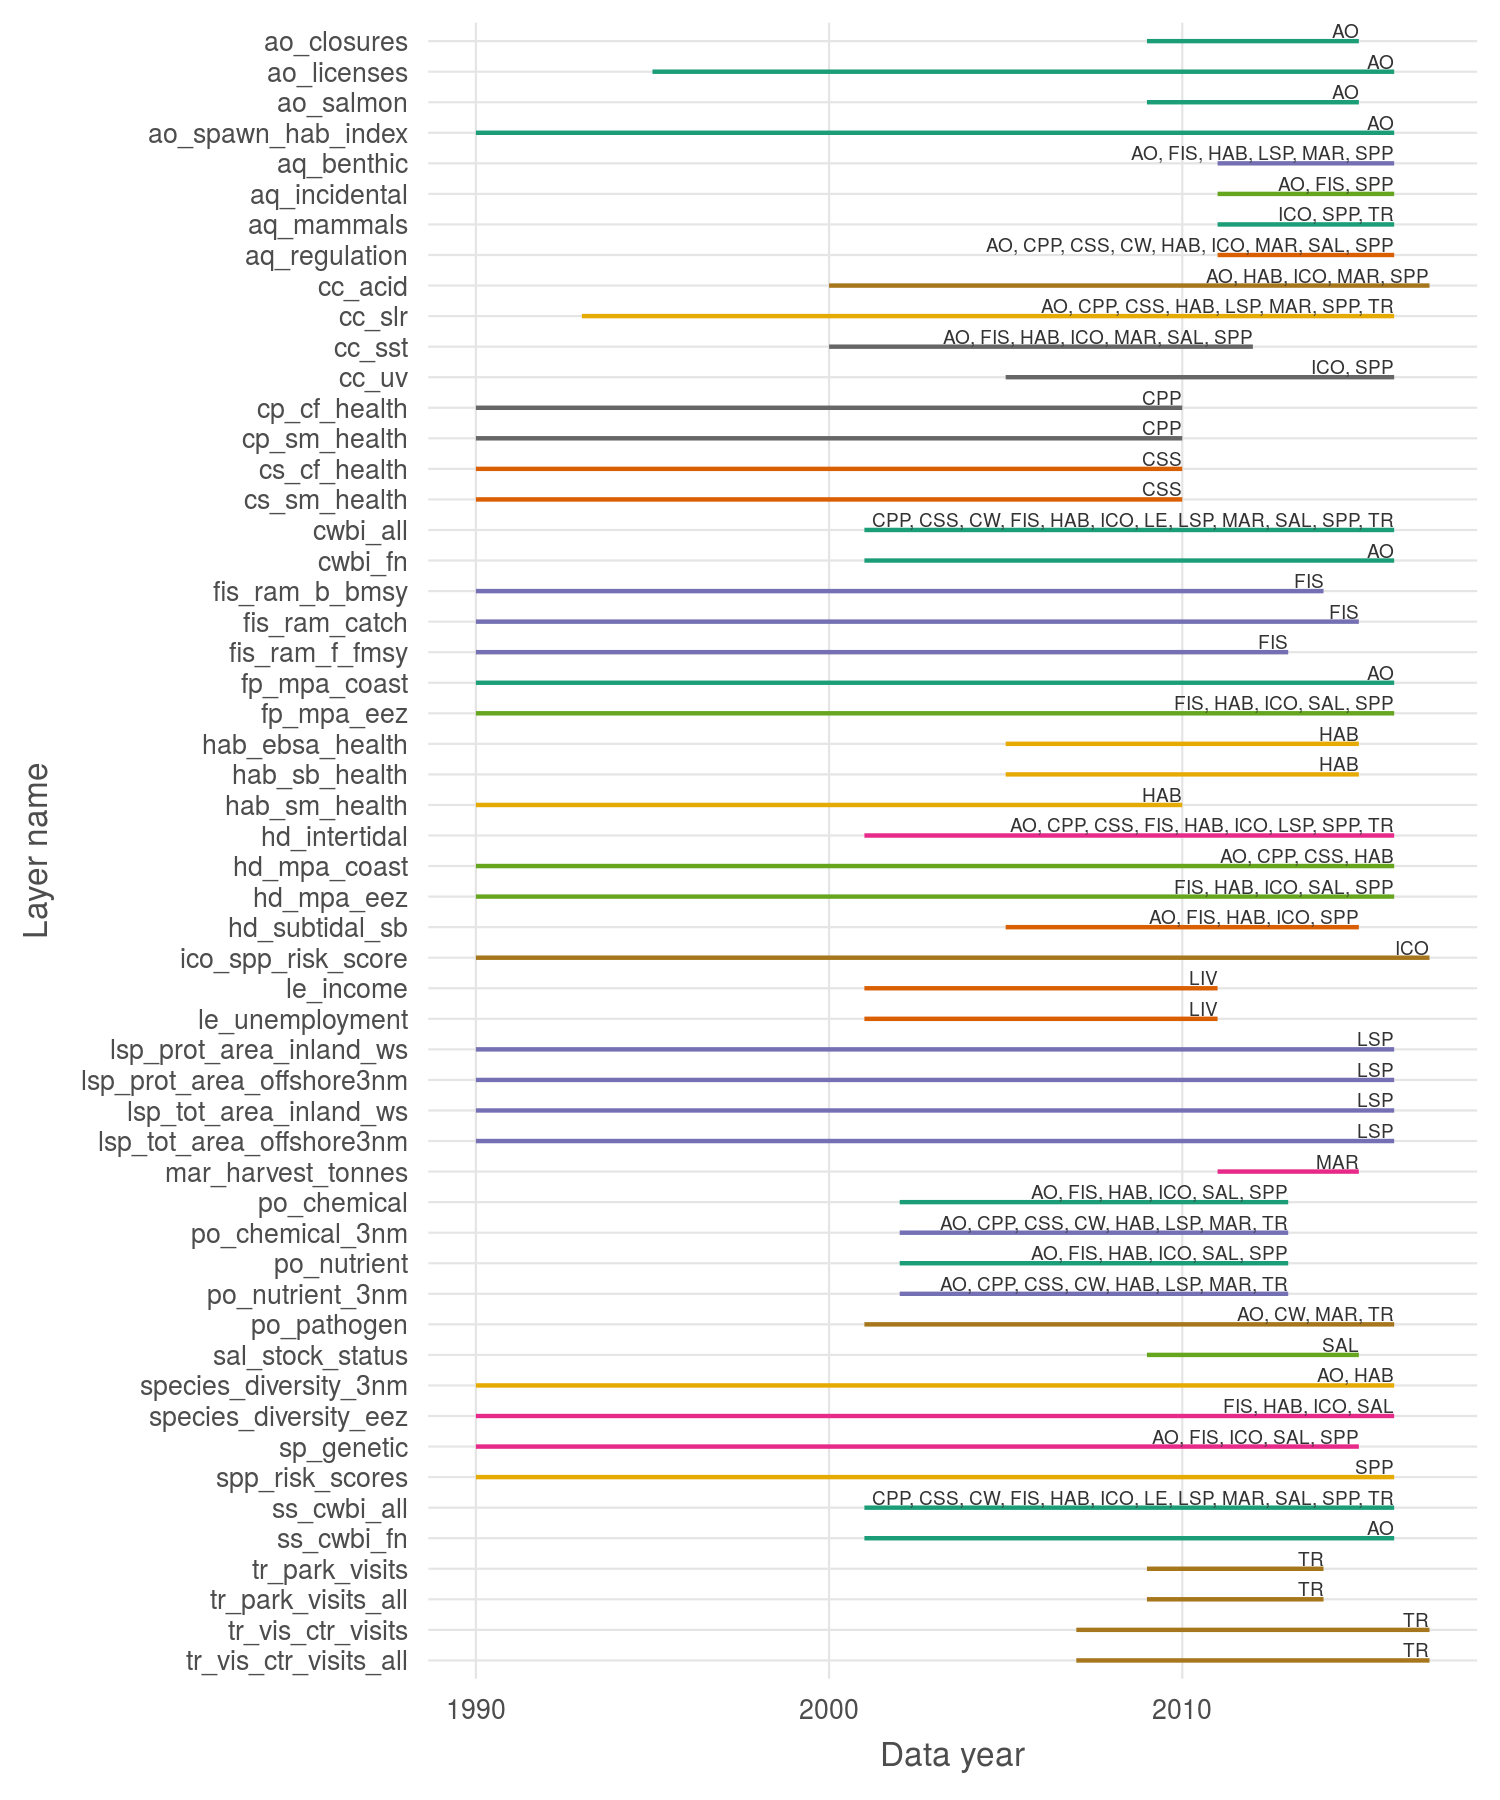 ao_closures AO
ao_licenses AO
ao_salmon AO
ao_spawn_hab_index AO
aq_benthic AO, FIS, HAB, LSP, MAR, SPP
aq_incidental AO, FIS, SPP
aq_mammals ICO, SPP, TR
aq_regulation AO, CPP, CSS, CW, HAB, ICO, MAR, SAL, SPP
cc_acid AO, HAB, ICO, MAR, SPP
cc_slr AO, CPP, CSS, HAB, LSP, MAR, SPP, TR
cc_sst AO, FIS, HAB, ICO, MAR, SAL, SPP
cc_uv ICO, SPP
cp_cf_health CPP
cp_sm_health CPP
cs_cf_health CSS
cs_sm_health CSS
cwbi_all CPP, CSS, CW, FIS, HAB, ICO, LE, LSP, MAR, SAL, SPP, TR
cwbi_fn AO
fis_ram_b_bmsy FIS
fis_ram_catch FIS
fis_ram_f_fmsy FIS
fp_mpa_coast AO
fp_mpa_eez FIS, HAB, ICO, SAL, SPP
hab_ebsa_health HAB
hab_sb_health HAB
hab_sm_health HAB
hd_intertidal AO, CPP, CSS, FIS, HAB, ICO, LSP, SPP, TR
hd_mpa_coast AO, CPP, CSS, HAB
hd_mpa_eez FIS, HAB, ICO, SAL, SPP
hd_subtidal_sb AO, FIS, HAB, ICO, SPP
ico_spp_risk_score ICO
le_income LIV
le_unemployment LIV
lsp_prot_area_inland_ws LSP
lsp_prot_area_offshore3nm LSP
lsp_tot_area_inland_ws LSP
lsp_tot_area_offshore3nm LSP
mar_harvest_tonnes MAR
po_chemical AO, FIS, HAB, ICO, SAL, SPP
po_chemical_3nm AO, CPP, CSS, CW, HAB, LSP, MAR, TR
po_nutrient AO, FIS, HAB, ICO, SAL, SPP
po_nutrient_3nm AO, CPP, CSS, CW, HAB, LSP, MAR, TR
po_pathogen AO, CW, MAR, TR
sal_stock_status SAL
species_diversity_3nm AO, HAB
species_diversity_eez FIS, HAB, ICO, SAL
sp_genetic AO, FIS, ICO, SAL, SPP
spp_risk_scores SPP
ss_cwbi_all CPP, CSS, CW, FIS, HAB, ICO, LE, LSP, MAR, SAL, SPP, TR
ss_cwbi_fn AO
tr_park_visits TR
tr_park_visits_all TR
tr_vis_ctr_visits TR
tr_vis_ctr_visits_all TR
Layer name
1990 2000 2010
Data year